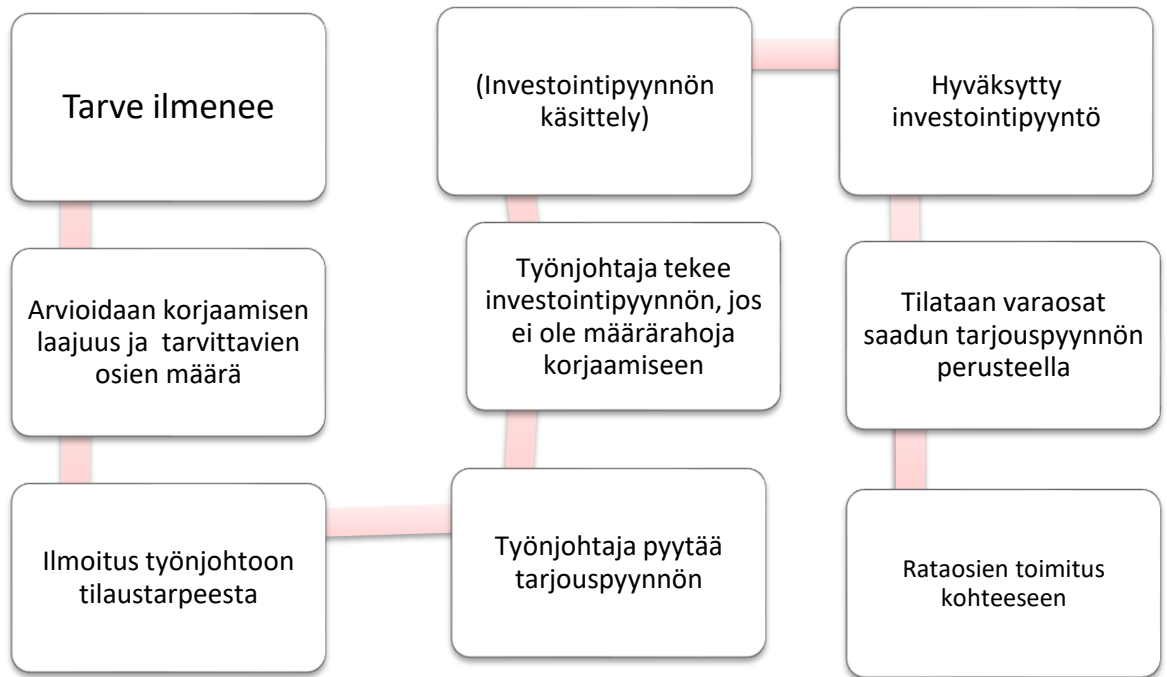 Tarve ilmenee
Arvioidaan korjaamisen
laajuus ja tarvittavien
osien määrä
Ilmoitus työnjohtoon
tilaustarpeesta
Työnjohtaja pyytää
tarjouspyynnön
Työnjohtaja tekee
investointipyynnön, jos
ei ole määrärahoja
korjaamiseen
(Investointipyynnön
käsittely)
Hyväksytty
investointipyyntö
Tilataan varaosat
saadun tarjouspyynnön
perusteella
Rataosien toimitus
kohteeseen